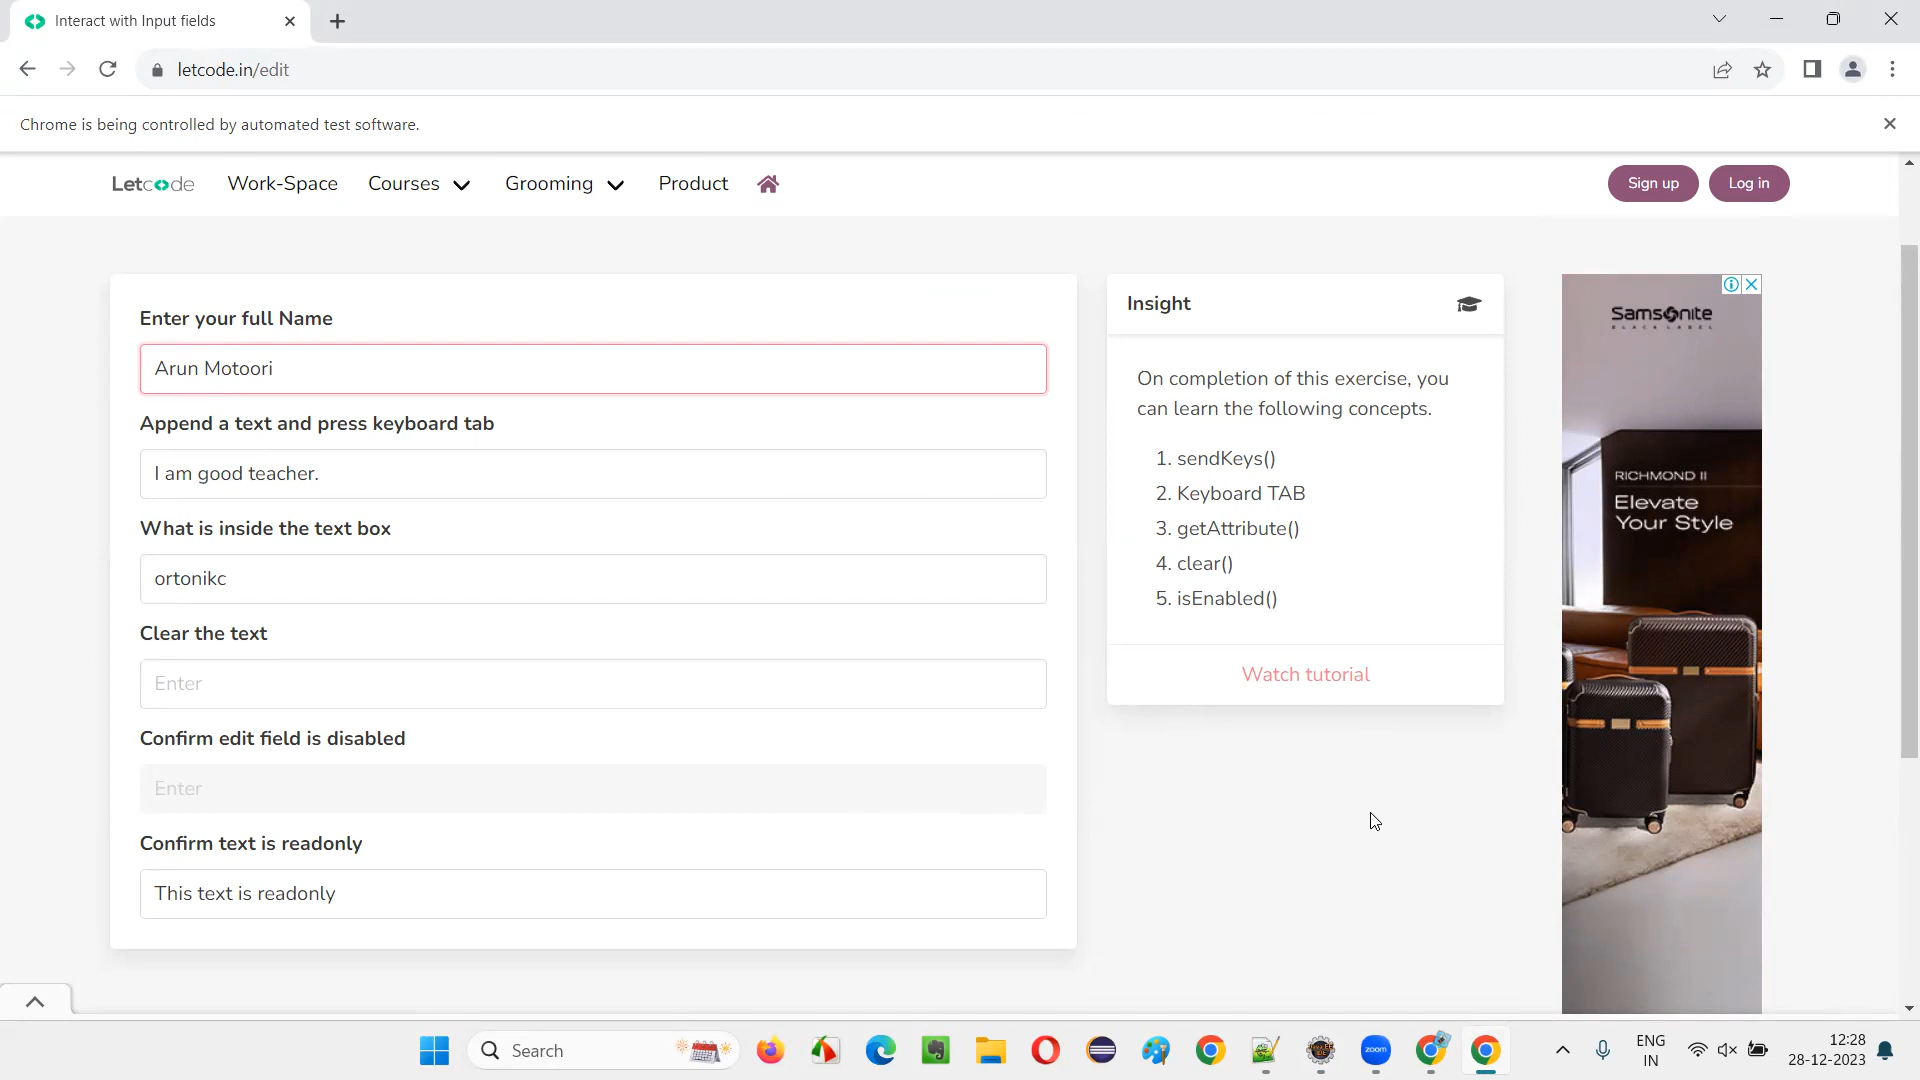 Interact with Input fields
letcode.in/edit
Chrome is being controlled by automated test software.
Letcode
Work-Space
Courses
Grooming
Product
Sign up
Log in
Enter your full Name
Arun Motoori
Append a text and press keyboard tab
I am good teacher.
What is inside the text box
ortonikc
Clear the text
Enter
Confirm edit field is disabled
Enter
Confirm text is readonly
This text is readonly
Insight
On completion of this exercise, you
can learn the following concepts.
1. sendKeys()
2. Keyboard TAB
3. getAttribute()
4. clear()
5. isEnabled()
Watch tutorial
Samsonite
BLACK LABEL
RICHMOND II
Elevate
Your Style
Search
zoom
ENG
IN
12:28
28-12-2023